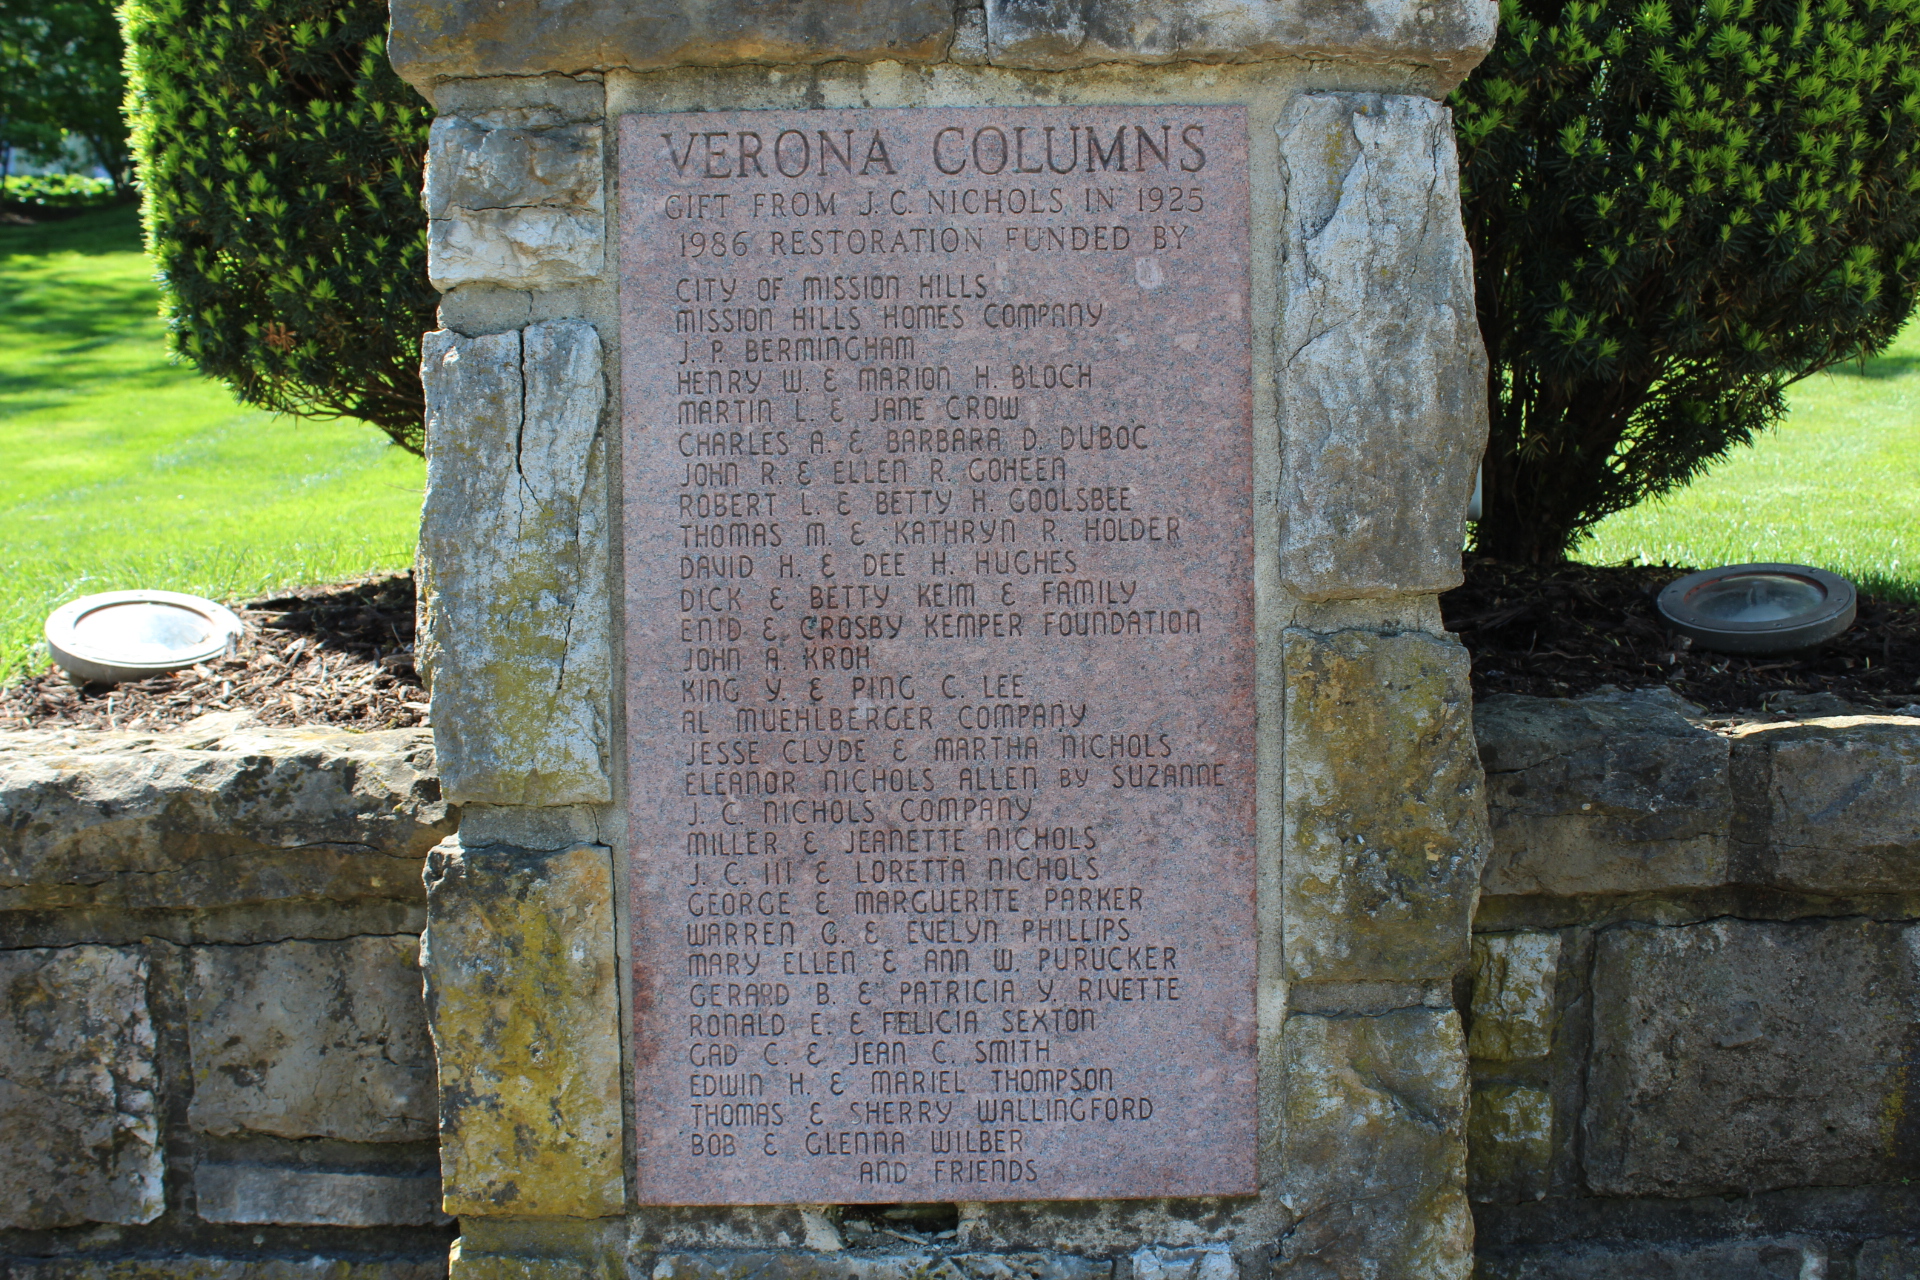 VERONA COLUMNS
GIFT FROM J. C. NICHOLS IN 1925
1986 RESTORATION FUNDED BY
CITY OF MISSION HILLS
MISSION HILLS HOMES COMPANY
J. P. BERMINGHAM
HENRY W. & MARION H. BLOCH
MARTIN L. & JANE CROW
CHARLES A. & BARBARA D. DUBOC
JOHN R. & ELLEN R. GOHEEN
ROBERT L. & BETTY H. GOOLSBEE
THOMAS M. & KATHRYN R. HOLDER
DAVID H. & DEE H. HUGHES
DICK & BETTY KEIM & FAMILY
ENID & CROSBY KEMPER FOUNDATION
JOHN A. KROH
KING Y. & PING C. LEE
AL MUEHLBERGER COMPANY
JESSE CLYDE & MARTHA NICHOLS
ELEANOR NICHOLS ALLEN BY SUZANNE
J. C. NICHOLS COMPANY
MILLER & JEANETTE NICHOLS
J. C. III & LORETTA NICHOLS
GEORGE & MARGUERITE PARKER
WARREN G. & EVELYN PHILLIPS
MARY ELLEN & ANN W. PURUCKER
GERARD B. & PATRICIA Y. RIVETTE
RONALD E. & FELICIA SEXTON
GAD C. & JEAN C. SMITH
EDWIN H. & MARIEL THOMPSON
THOMAS & SHERRY WALLINGFORD
BOB & GLENNA WILBER
AND FRIENDS